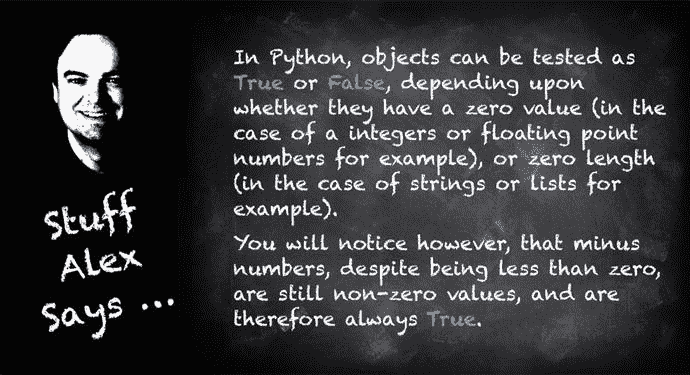 Stuff
Alex
Says ...
In Python, objects can be tested as
True or False, depending upon
whether they have a zero value (in the
case of a integers or floating point
numbers for example), or zero length
(in the case of strings or lists for
example).
You will notice however, that minus
numbers, despite being less than zero,
are still non-zero values, and are
therefore always True.